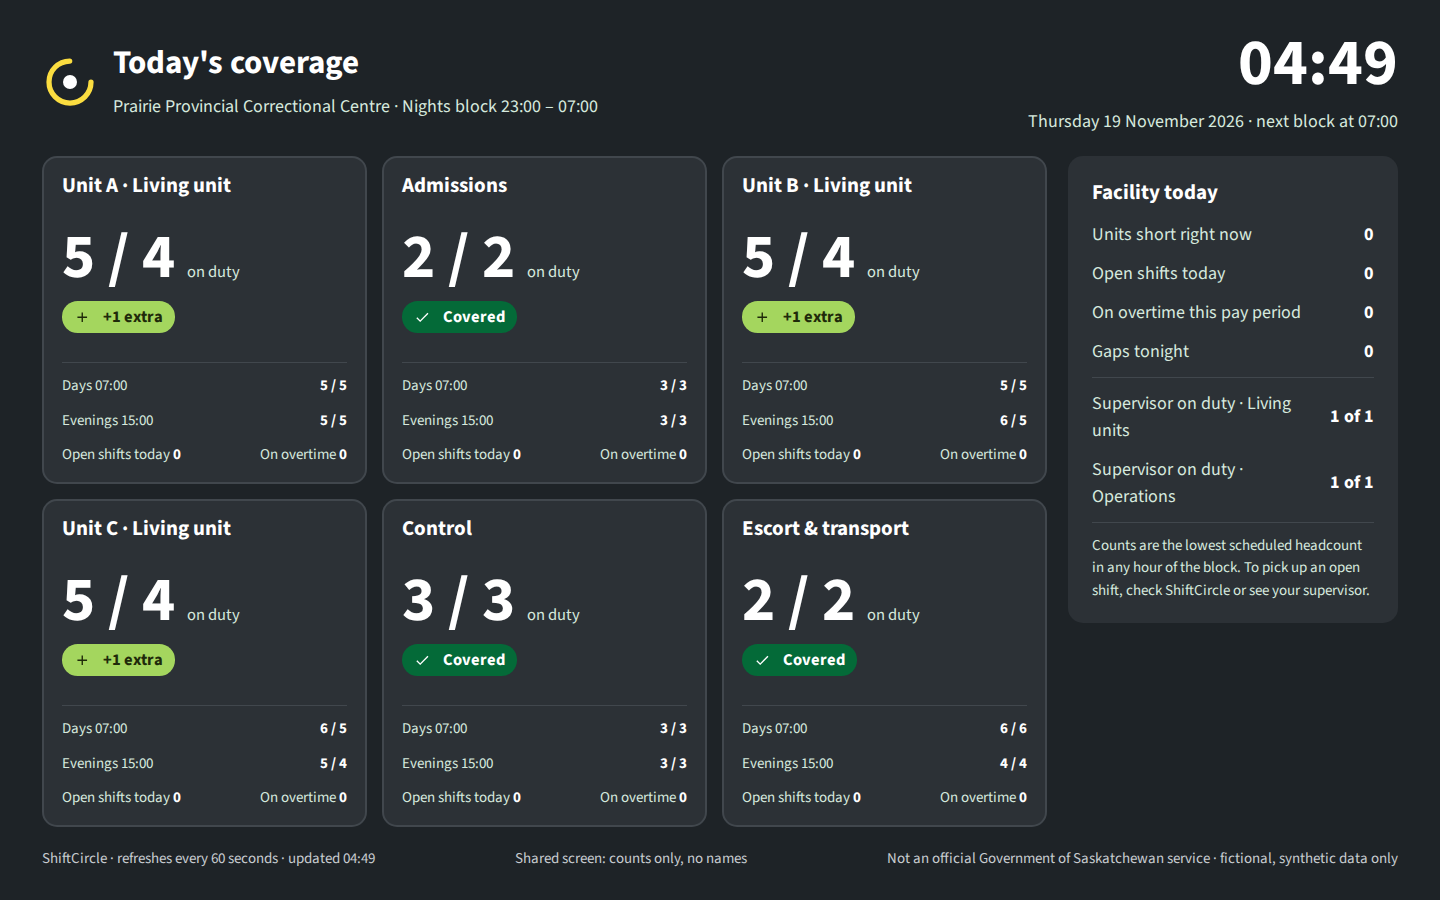 Today's coverage
Prairie Provincial Correctional Centre · Nights block 23:00 – 07:00
04:49
Thursday 19 November 2026 · next block at 07:00
Unit A · Living unit
5 / 4 on duty
+1 extra
Days 07:00 5 / 5
Evenings 15:00 5 / 5
Open shifts today 0 On overtime 0
Admissions
2 / 2 on duty
Covered
Days 07:00 3 / 3
Evenings 15:00 3 / 3
Open shifts today 0 On overtime 0
Unit B · Living unit
5 / 4 on duty
+1 extra
Days 07:00 5 / 5
Evenings 15:00 6 / 5
Open shifts today 0 On overtime 0
Unit C · Living unit
5 / 4 on duty
+1 extra
Days 07:00 6 / 5
Evenings 15:00 5 / 4
Open shifts today 0 On overtime 0
Control
3 / 3 on duty
Covered
Days 07:00 3 / 3
Evenings 15:00 3 / 3
Open shifts today 0 On overtime 0
Escort & transport
2 / 2 on duty
Covered
Days 07:00 6 / 6
Evenings 15:00 4 / 4
Open shifts today 0 On overtime 0
Facility today
Units short right now 0
Open shifts today 0
On overtime this pay period 0
Gaps tonight 0
Supervisor on duty · Living
units 1 of 1
Supervisor on duty ·
Operations 1 of 1
Counts are the lowest scheduled headcount
in any hour of the block. To pick up an open
shift, check ShiftCircle or see your supervisor.
ShiftCircle · refreshes every 60 seconds · updated 04:49
Shared screen: counts only, no names
Not an official Government of Saskatchewan service · fictional, synthetic data only